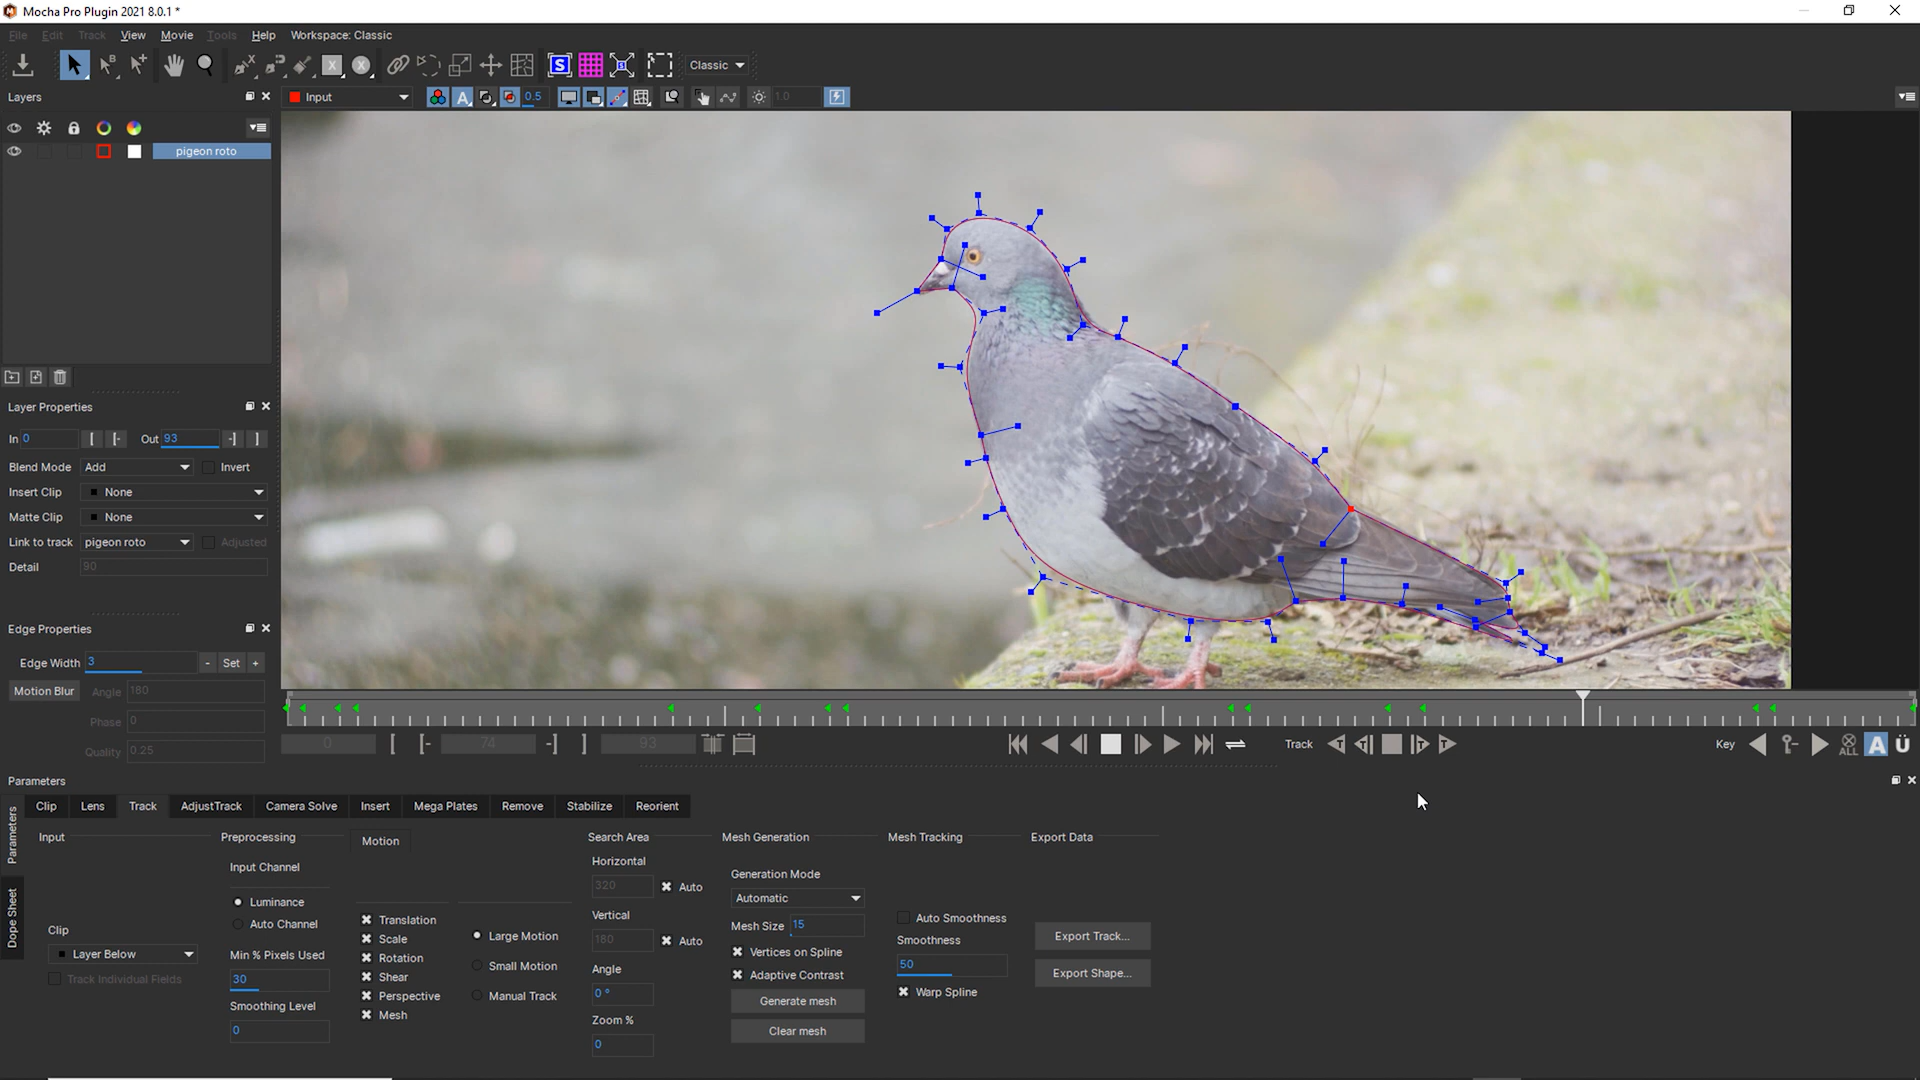 Mocha Pro Plugin 2021 8.0.1 *
File Edit Track View Movie Tools Help Workspace: Classic
Classic
Layers
Input
0.5
1.0
pigeon roto
Layer Properties
In 0 Out 93
Blend Mode Add Invert
Insert Clip None
Matte Clip None
Link to track pigeon roto Adjusted
Detail 90
Edge Properties
Edge Width 3 - Set +
Motion Blur Angle 180
Phase 0
Quality 0.25
0 74 93
Track
Key
ALL
Parameters
Clip Lens Track AdjustTrack Camera Solve Insert Mega Plates Remove Stabilize Reorient
Parameters
Dope Sheet
Input
Clip
Layer Below
Track Individual Fields
Preprocessing
Input Channel
Luminance
Auto Channel
Min % Pixels Used
30
Smoothing Level
0
Motion
Translation
Scale
Rotation
Shear
Perspective
Mesh
Large Motion
Small Motion
Manual Track
Search Area
Horizontal
320 Auto
Vertical
180 Auto
Angle
0 °
Zoom %
0
Mesh Generation
Generation Mode
Automatic
Mesh Size 15
Vertices on Spline
Adaptive Contrast
Generate mesh
Clear mesh
Mesh Tracking
Auto Smoothness
Smoothness
50
Warp Spline
Export Data
Export Track...
Export Shape...